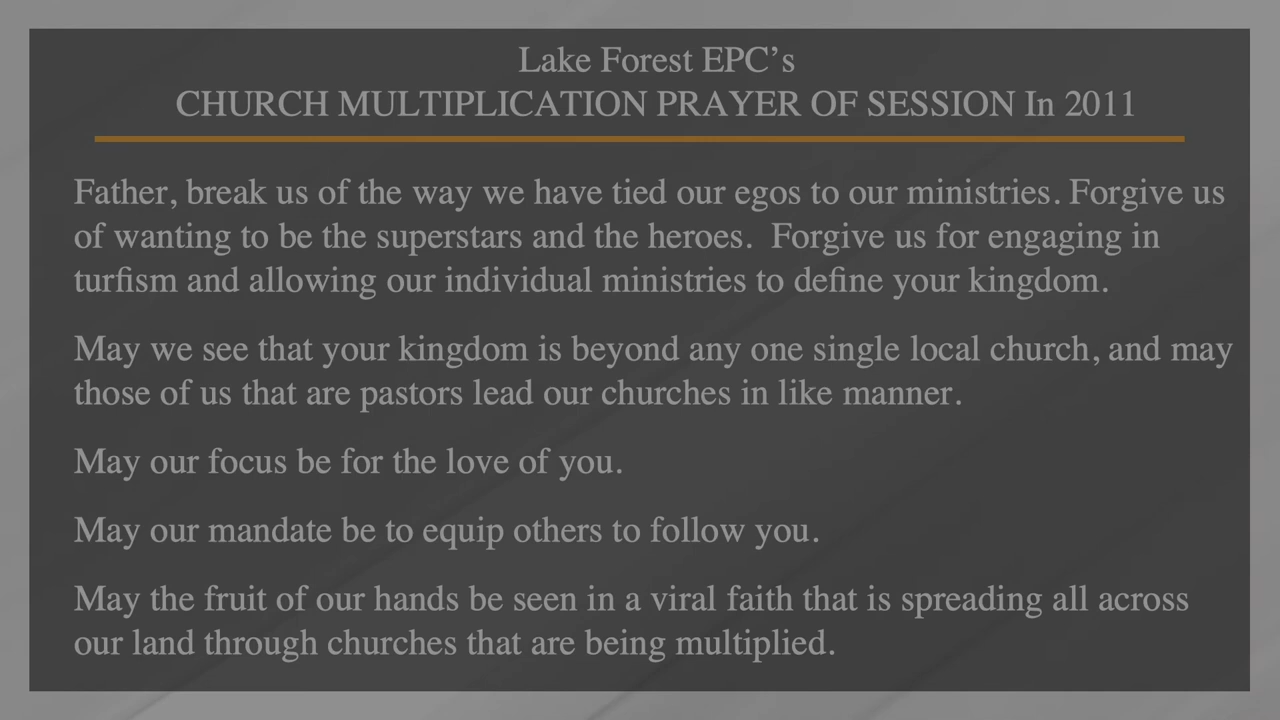 Lake Forest EPC’s
CHURCH MULTIPLICATION PRAYER OF SESSION In 2011
Father, break us of the way we have tied our egos to our ministries. Forgive us
of wanting to be the superstars and the heroes.  Forgive us for engaging in
turfism and allowing our individual ministries to define your kingdom.
May we see that your kingdom is beyond any one single local church, and may
those of us that are pastors lead our churches in like manner.
May our focus be for the love of you.
May our mandate be to equip others to follow you.
May the fruit of our hands be seen in a viral faith that is spreading all across
our land through churches that are being multiplied.